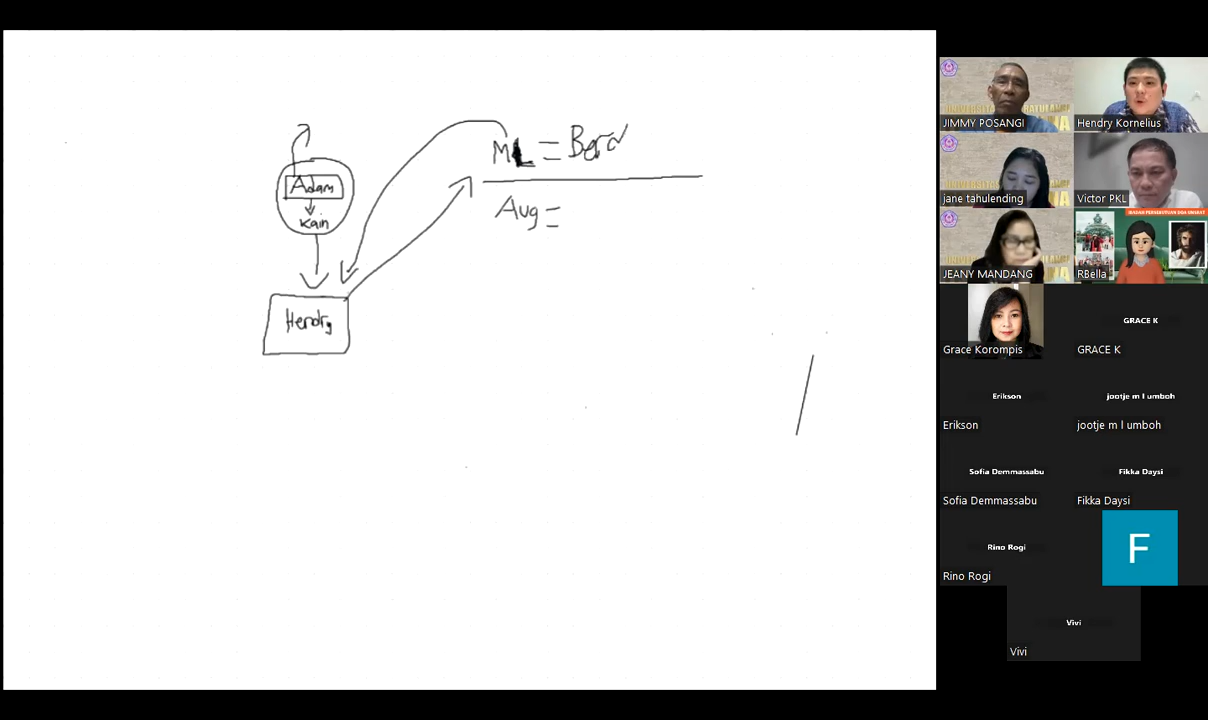 ML = Berd
Adam
Kain
Aug =
Hendry
JIMMY POSANGI
Hendry Kornelius
jane tahulending
Victor PKL
JEANY MANDANG
RBella
Grace Korompis
GRACE K
GRACE K
Erikson
jootje m l umboh
Erikson
jootje m l umboh
Sofia Demmassabu
Fikka Daysi
Sofia Demmassabu
Fikka Daysi
Rino Rogi
F
Rino Rogi
Vivi
Vivi